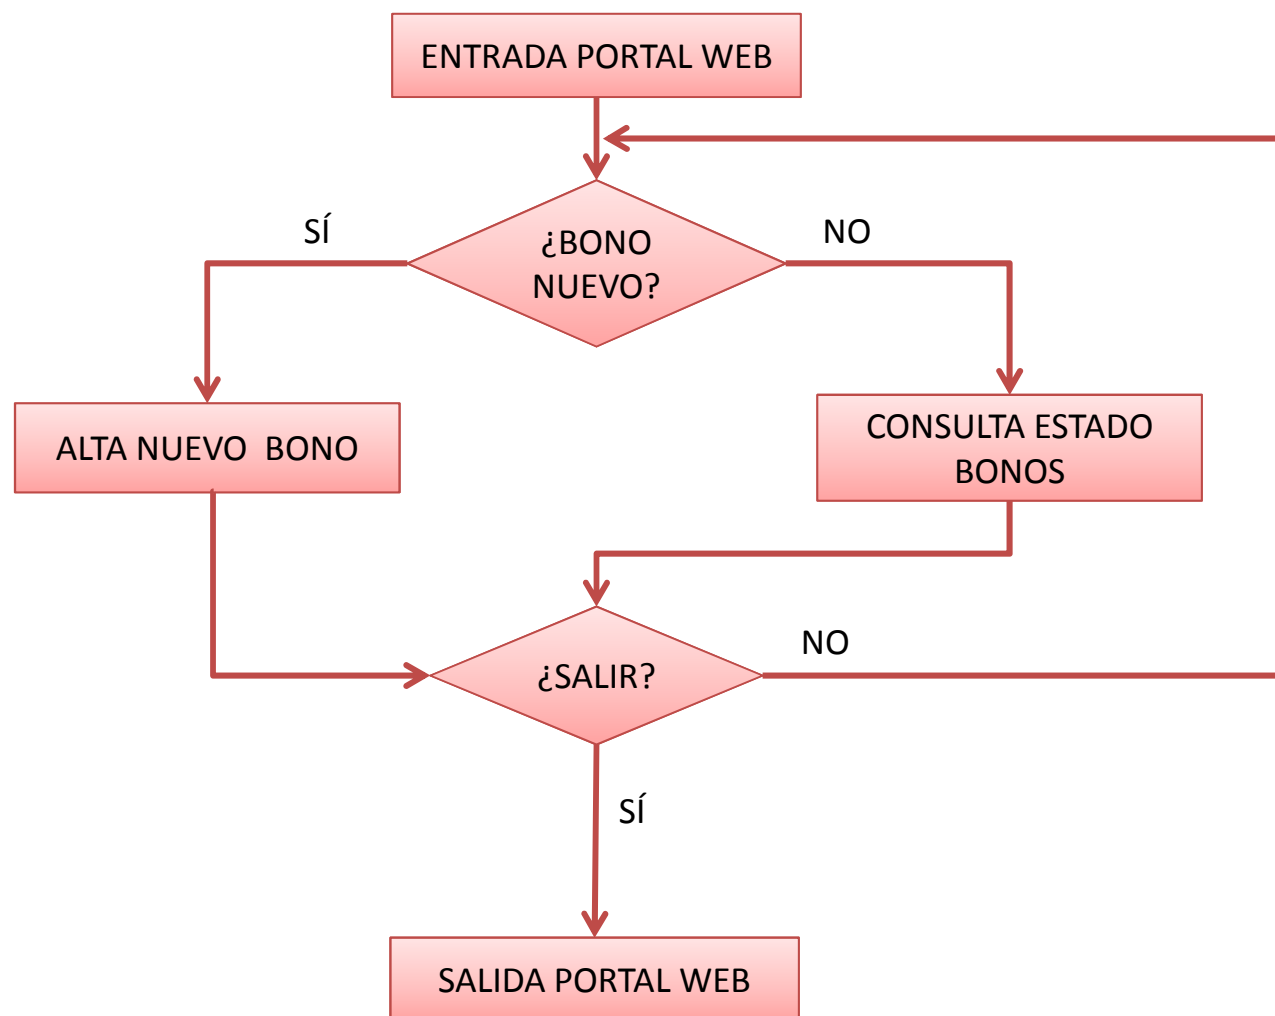 ENTRADA PORTAL WEB
SÍ
NO
¿BONO
NUEVO?
ALTA NUEVO  BONO
CONSULTA ESTADO
BONOS
NO
¿SALIR?
SÍ
SALIDA PORTAL WEB